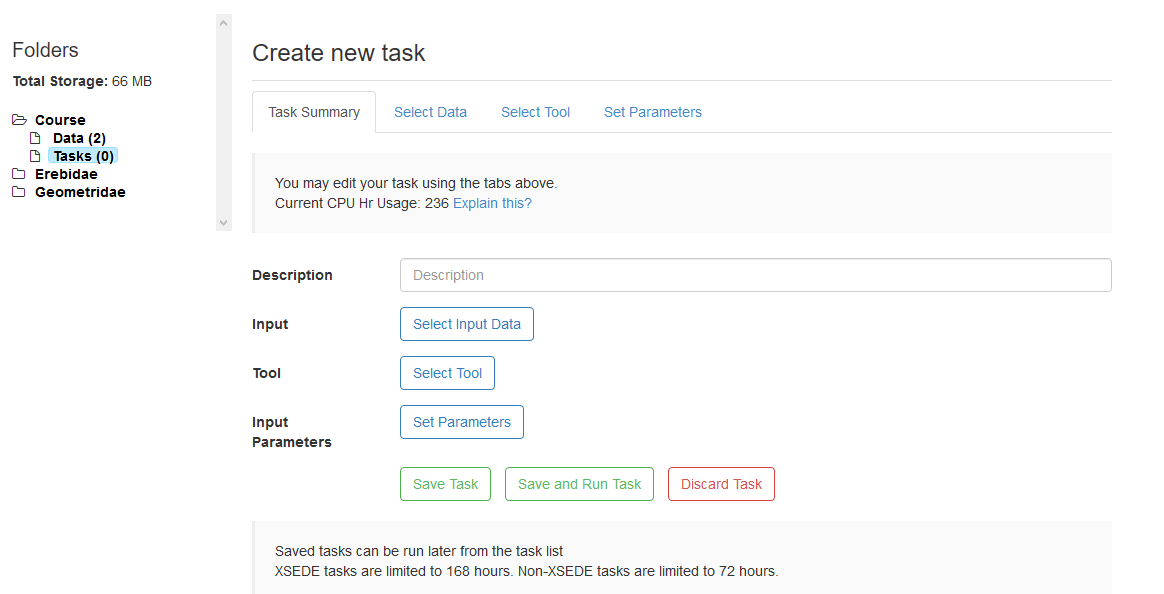 Folders
Total Storage: 66 MB
Course
Data (2)
Tasks (0)
Erebidae
Geometridae
Create new task
Task Summary Select Data Select Tool Set Parameters
You may edit your task using the tabs above.
Current CPU Hr Usage: 236 Explain this?
Description Description
Input Select Input Data
Tool Select Tool
Input Set Parameters
Parameters
Save Task Save and Run Task Discard Task
Saved tasks can be run later from the task list
XSEDE tasks are limited to 168 hours. Non-XSEDE tasks are limited to 72 hours.